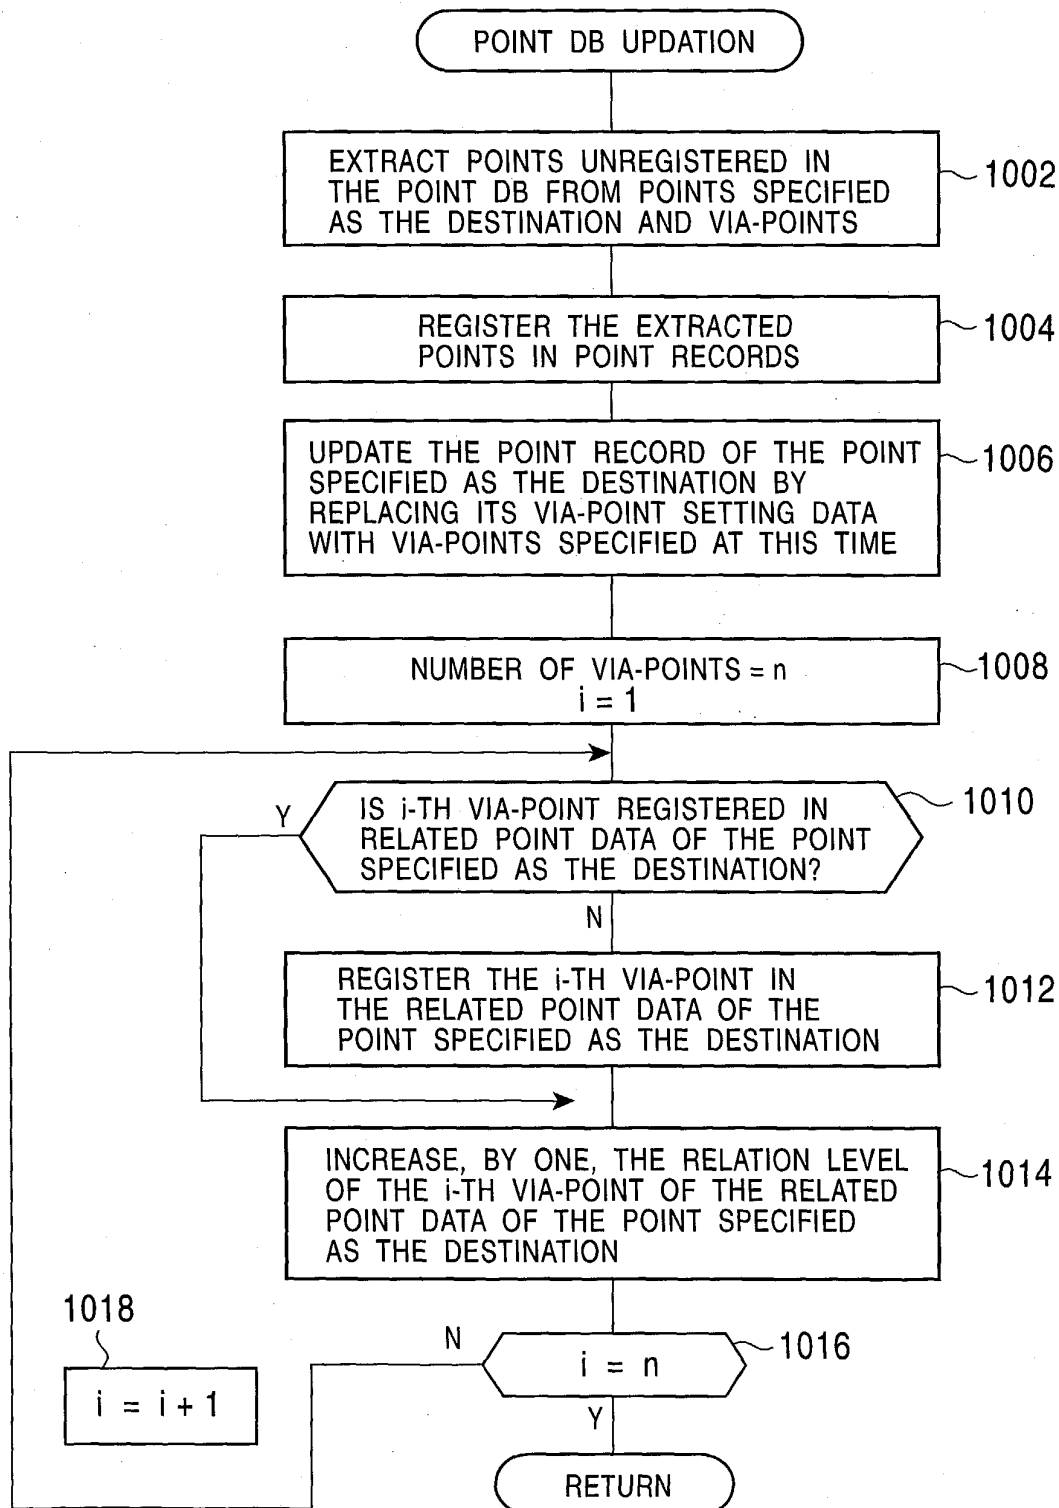 POINT DB UPDATION
EXTRACT POINTS UNREGISTERED IN
THE POINT DB FROM POINTS SPECIFIED
AS THE DESTINATION AND VIA-POINTS
1002
REGISTER THE EXTRACTED
POINTS IN POINT RECORDS
1004
UPDATE THE POINT RECORD OF THE POINT
SPECIFIED AS THE DESTINATION BY
REPLACING ITS VIA-POINT SETTING DATA
WITH VIA-POINTS SPECIFIED AT THIS TIME
1006
NUMBER OF VIA-POINTS = n
i = 1
1008
Y
IS i-TH VIA-POINT REGISTERED IN
RELATED POINT DATA OF THE POINT
SPECIFIED AS THE DESTINATION?
1010
N
REGISTER THE i-TH VIA-POINT IN
THE RELATED POINT DATA OF THE
POINT SPECIFIED AS THE DESTINATION
1012
INCREASE, BY ONE, THE RELATION LEVEL
OF THE i-TH VIA-POINT OF THE RELATED
POINT DATA OF THE POINT SPECIFIED
AS THE DESTINATION
1014
1018
i = i + 1
N
i = n
1016
Y
RETURN